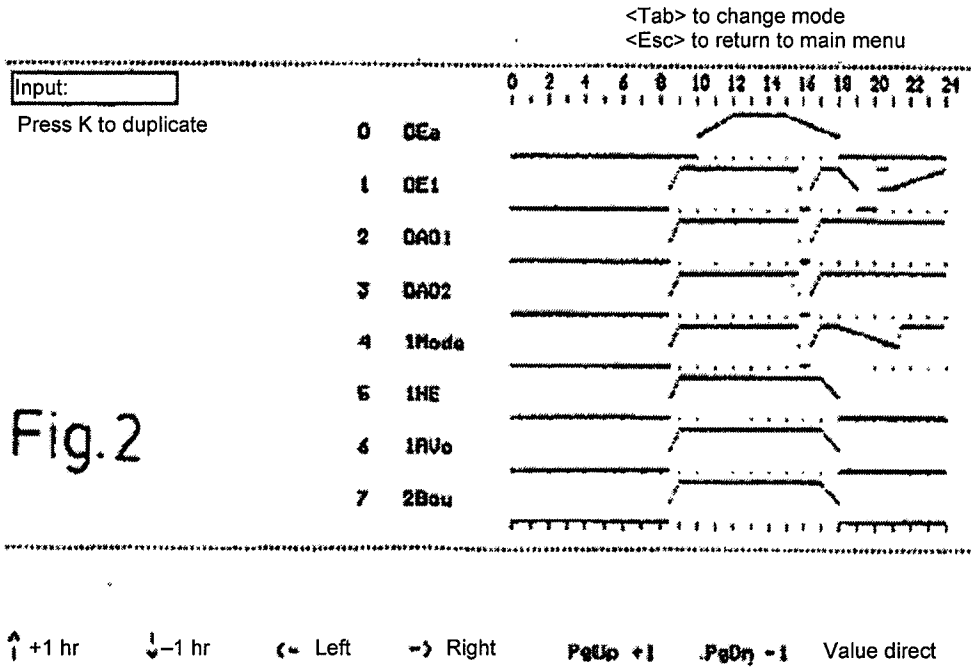 <Tab> to change mode
<Esc> to return to main menu
Input:
0 2 4 6 8 10 12 14 16 18 20 22 24
Press K to duplicate
0 OEa
1 OE1
2 OAO1
3 OAO2
4 1Mode
5 1HE
6 1AVo
7 2Bou
Fig.2
↑ +1 hr ↓ –1 hr <- Left -> Right PgUp +1 PgDn -1 Value direct